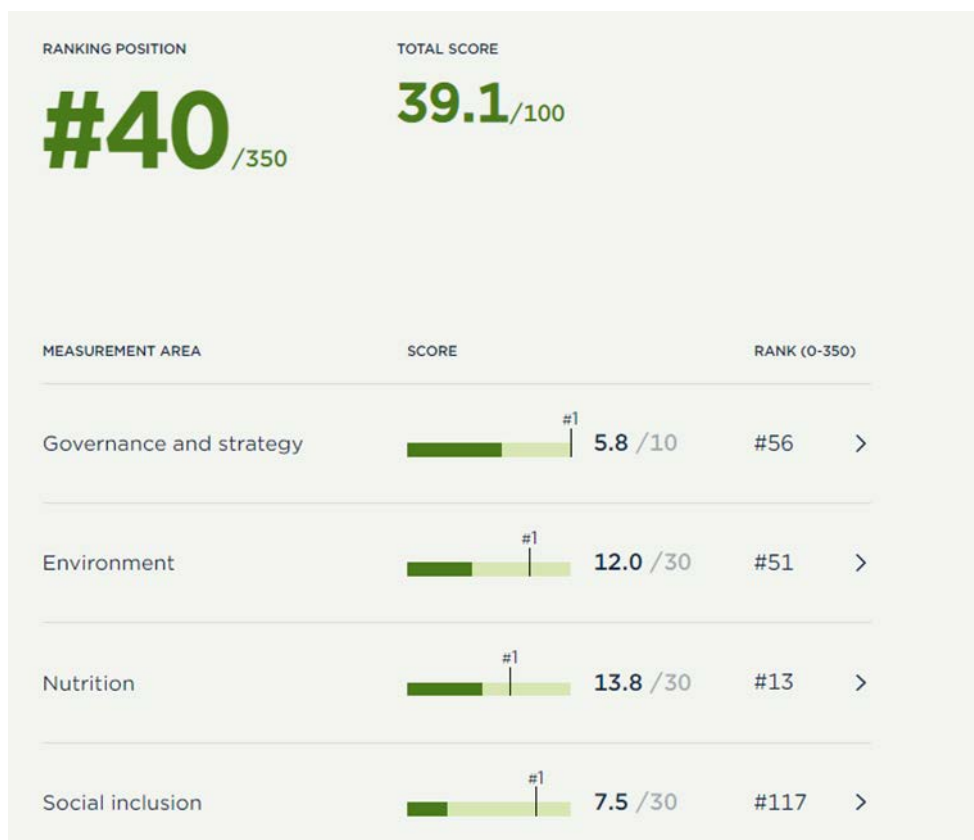 RANKING POSITION TOTAL SCORE
#40/350 39.1/100
MEASUREMENT AREA SCORE RANK (0-350)
#1
Governance and strategy 5.8 /10 #56 >
#1
Environment 12.0 /30 #51 >
#1
Nutrition 13.8 /30 #13 >
#1
Social inclusion 7.5 /30 #117 >